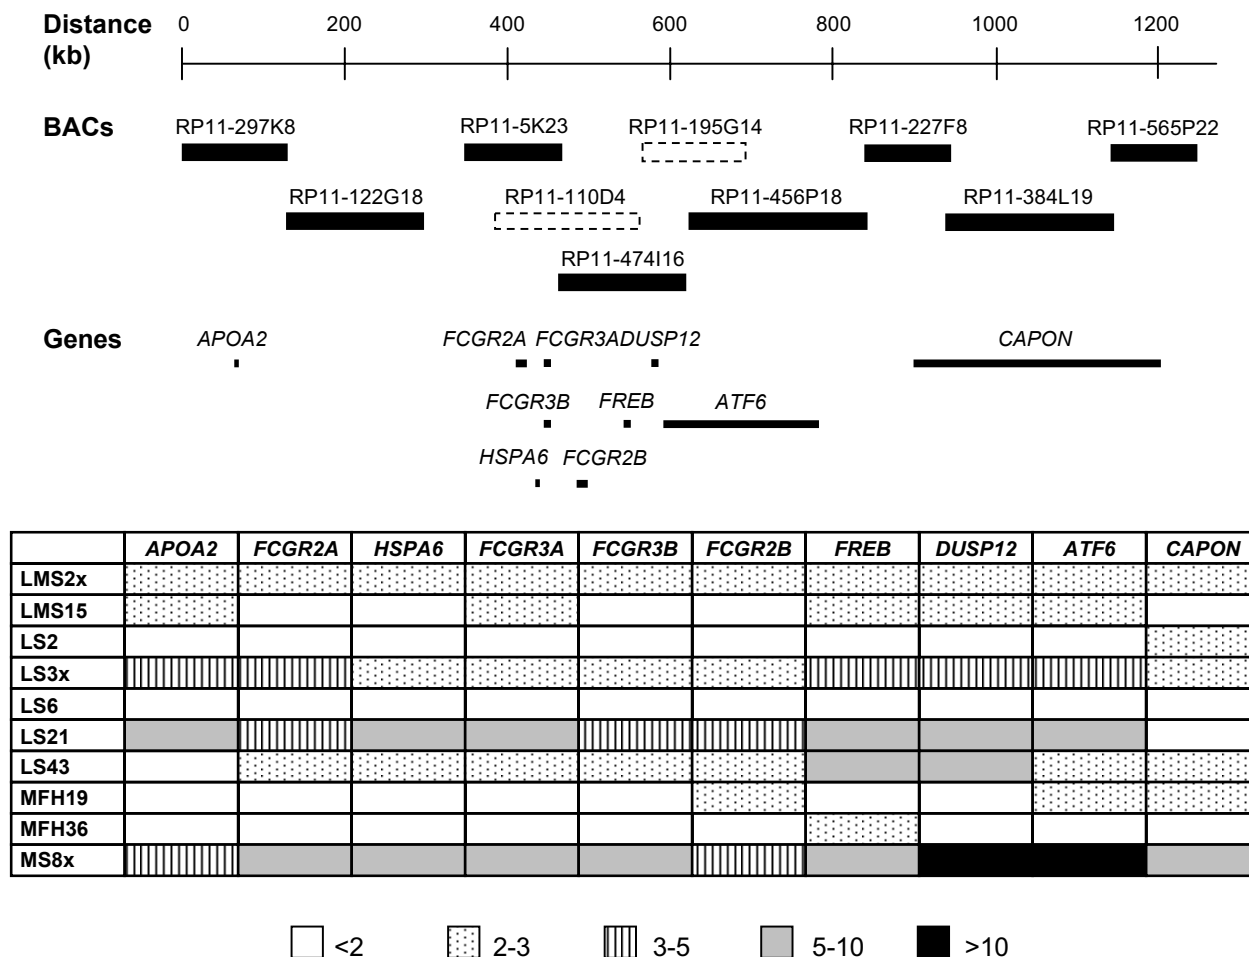 Distance (kb) 0 200 400 600 800 1000 1200
BACs RP11-297K8 RP11-5K23 RP11-195G14 RP11-227F8 RP11-565P22
RP11-122G18 RP11-110D4 RP11-456P18 RP11-384L19
RP11-474I16
Genes APOA2 FCGR2A FCGR3A DUSP12 CAPON
FCGR3B FREB ATF6
HSPA6 FCGR2B
APOA2 FCGR2A HSPA6 FCGR3A FCGR3B FCGR2B FREB DUSP12 ATF6 CAPON
LMS2x
LMS15
LS2
LS3x
LS6
LS21
LS43
MFH19
MFH36
MS8x
<2 2-3 3-5 5-10 >10